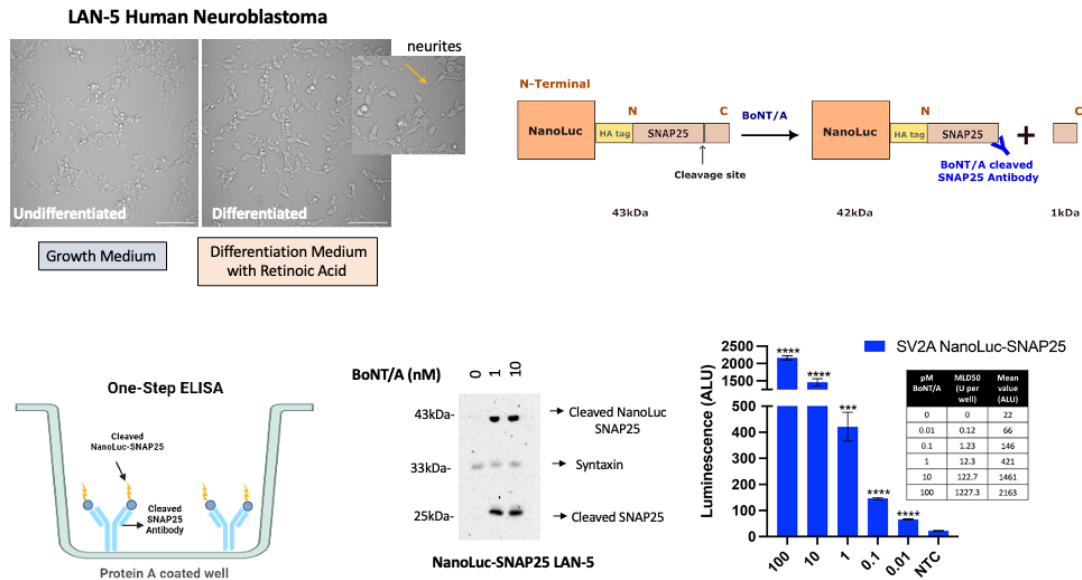 LAN-5 Human Neuroblastoma
neurites
Undifferentiated
Differentiated
Growth Medium
Differentiation Medium
with Retinoic Acid
N-Terminal
N
C
NanoLuc
HA tag
SNAP25
BoNT/A
Cleavage site
43kDa
N
NanoLuc
HA tag
SNAP25
+
C
BoNT/A cleaved
SNAP25 Antibody
42kDa
1kDa
One-Step ELISA
Cleaved
NanoLuc-SNAP25
Cleaved
SNAP25
Antibody
Protein A coated well
BoNT/A (nM)
0
1
10
43kDa-
Cleaved NanoLuc
SNAP25
33kDa-
Syntaxin
25kDa-
Cleaved SNAP25
NanoLuc-SNAP25 LAN-5
SV2A NanoLuc-SNAP25
Luminescence (ALU)
2500
2000
1500
1000
500
400
300
200
100
0
****
****
***
****
****
100
10
1
0.1
0.01
NTC
pM BoNT/A MLD50 (U per well) Mean value (ALU)
0 0 22
0.01 0.12 66
0.1 1.23 146
1 12.3 421
10 122.7 1461
100 1227.3 2163